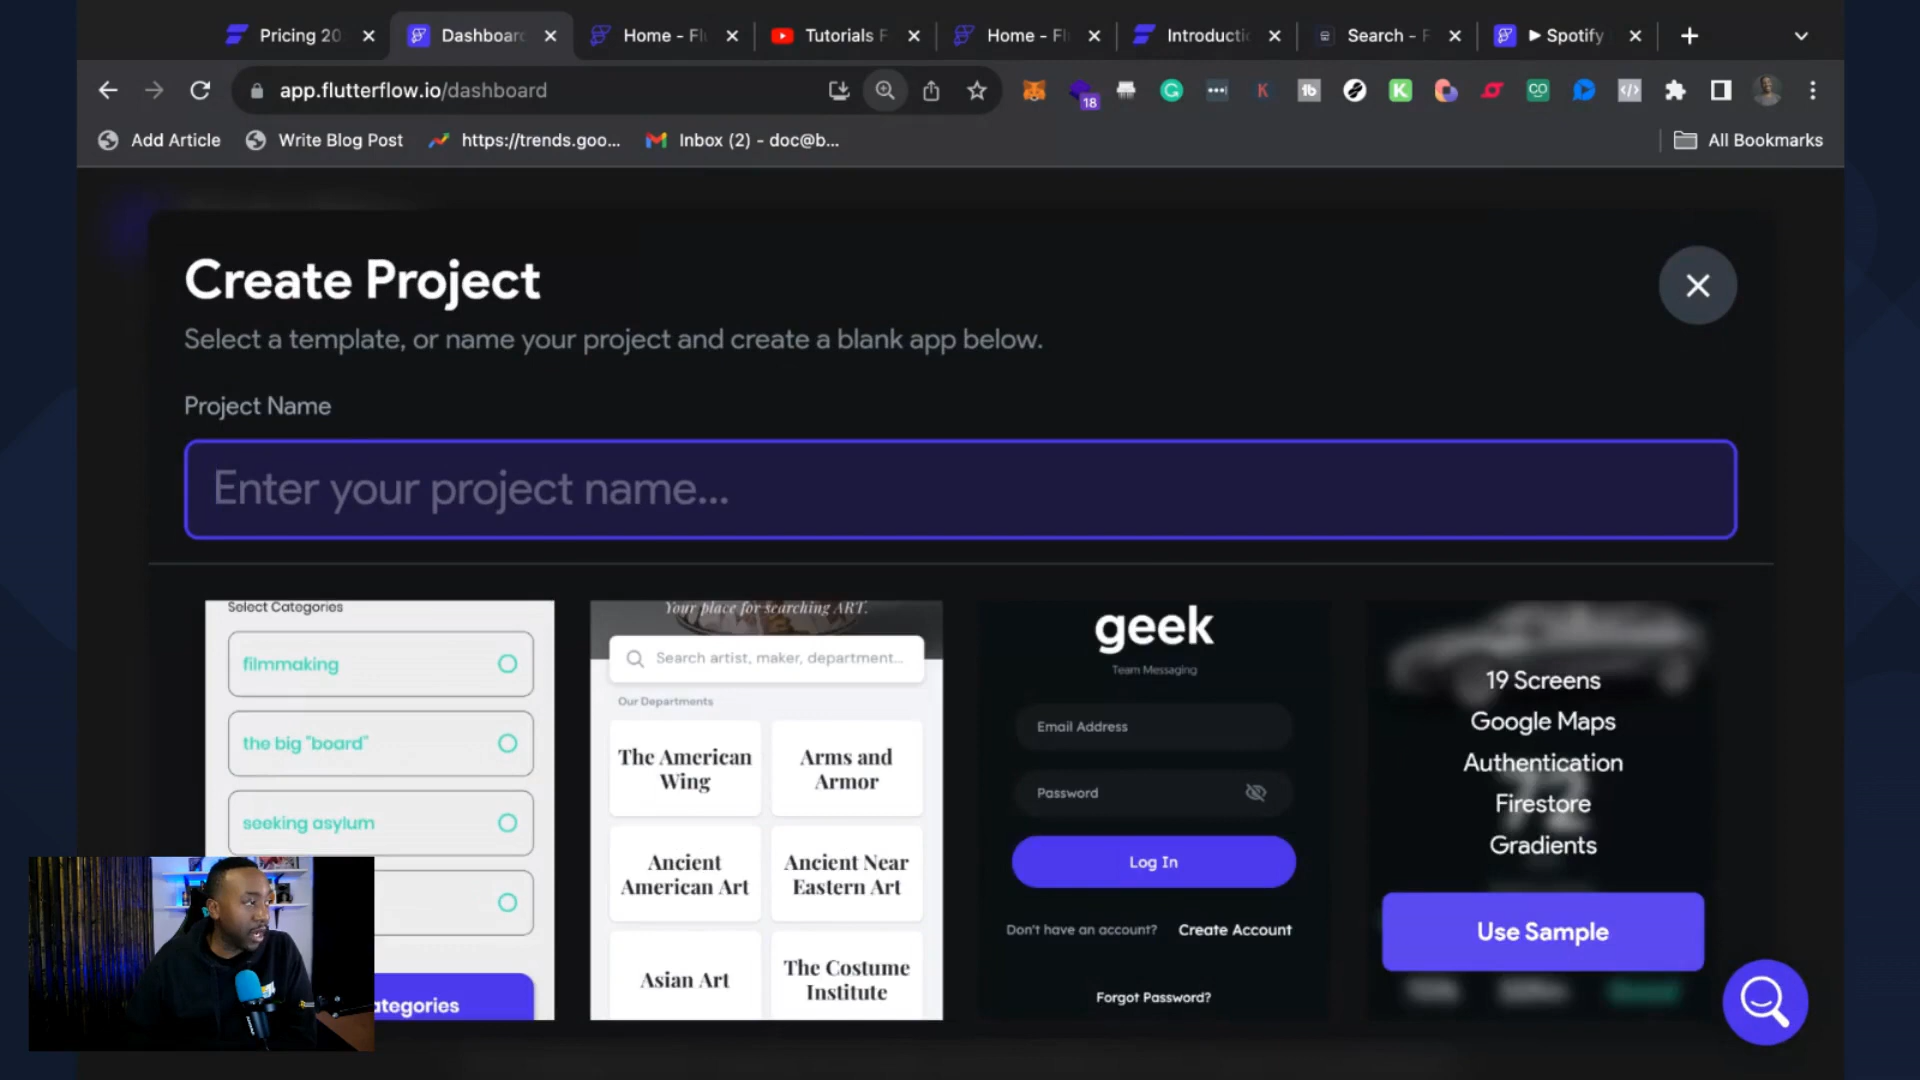 Pricing 20
Dashboard
Home - Fl
Tutorials F
Home - Fl
Introducti
Search - F
▶ Spotify
app.flutterflow.io/dashboard
18
tb
K
CO
</>
Add Article
Write Blog Post
https://trends.goo...
Inbox (2) - doc@b...
All Bookmarks
Create Project
Select a template, or name your project and create a blank app below.
Project Name
Enter your project name...
Select Categories
filmmaking
the big "board"
seeking asylum
ategories
Your place for searching ART.
Search artist, maker, department...
Our Departments
The American
Wing
Arms and
Armor
Ancient
American Art
Ancient Near
Eastern Art
Asian Art
The Costume
Institute
geek
Team Messaging
Email Address
Password
Log In
Don't have an account? Create Account
Forgot Password?
19 Screens
Google Maps
Authentication
Firestore
Gradients
Use Sample